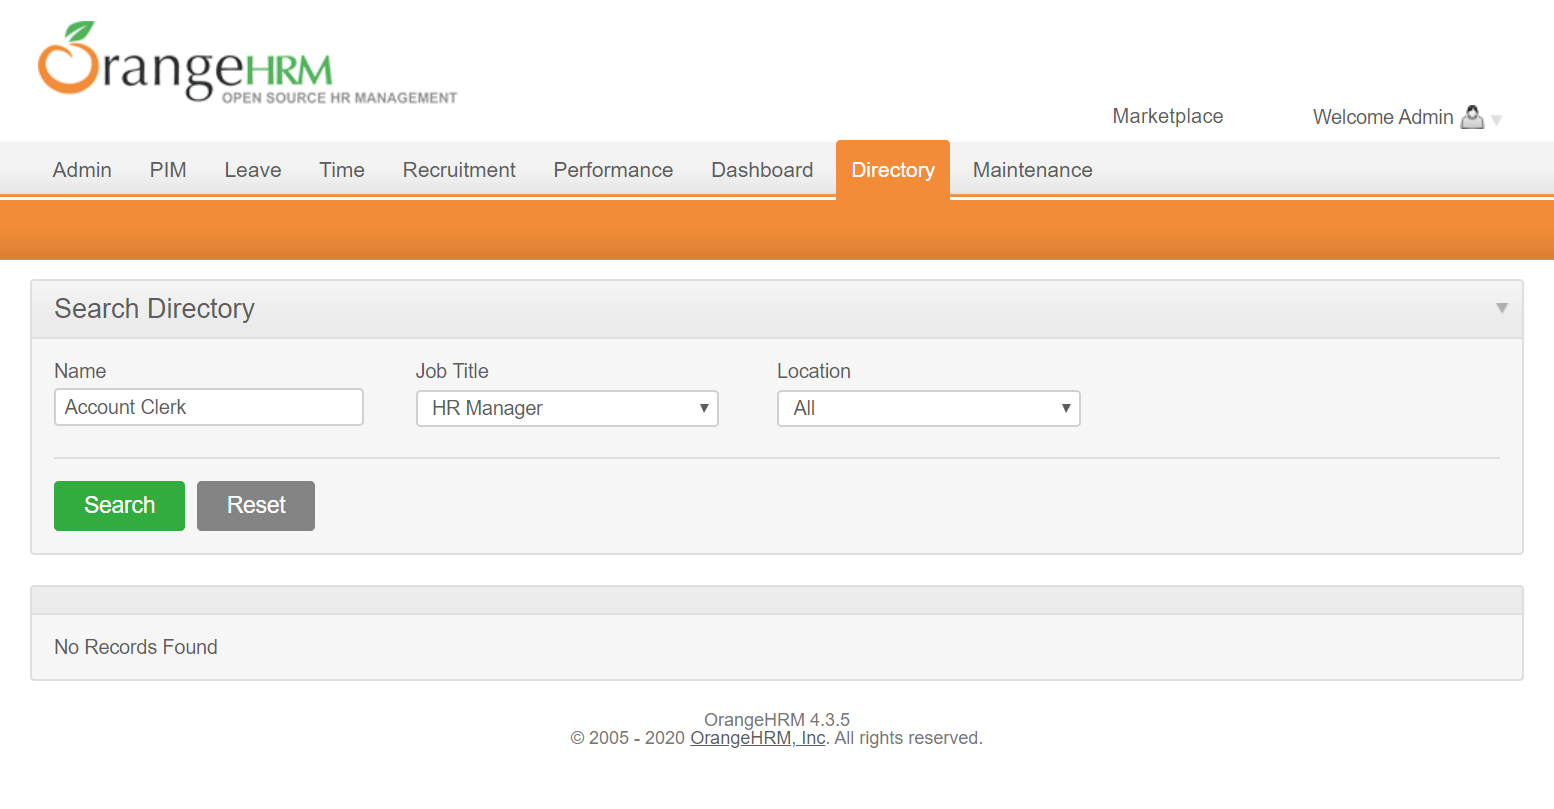 OrangeHRM
OPEN SOURCE HR MANAGEMENT
Marketplace
Welcome Admin
Admin PIM Leave Time Recruitment Performance Dashboard Directory Maintenance
Search Directory
Name Job Title Location
Account Clerk HR Manager All
Search Reset
No Records Found
OrangeHRM 4.3.5
© 2005 - 2020 OrangeHRM, Inc. All rights reserved.